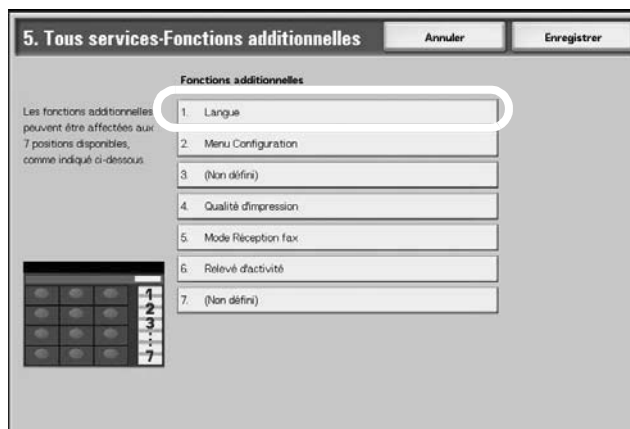 5. Tous services-Fonctions additionnelles
Annuler
Enregistrer
Fonctions additionnelles
Les fonctions additionnelles
peuvent être affectées aux
7 positions disponibles,
comme indiqué ci-dessous
1. Langue
2. Menu Configuration
3. (Non défini)
4. Qualité d'impression
5. Mode Réception fax
6. Relevé d'activité
7. (Non défini)
1
2
3
:
7